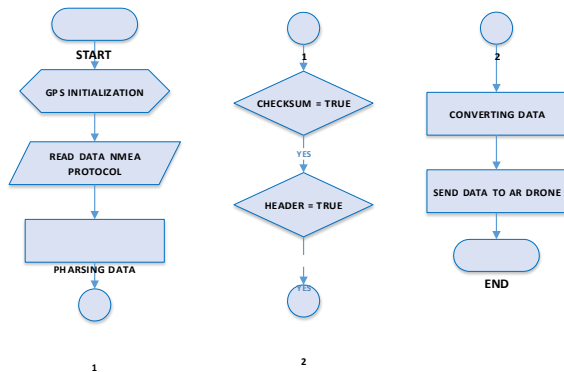 START
GPS INITIALIZATION
READ DATA NMEA
PROTOCOL
PHARSING DATA
1
1
CHECKSUM = TRUE
YES
HEADER = TRUE
YES
2
2
CONVERTING DATA
SEND DATA TO AR DRONE
END